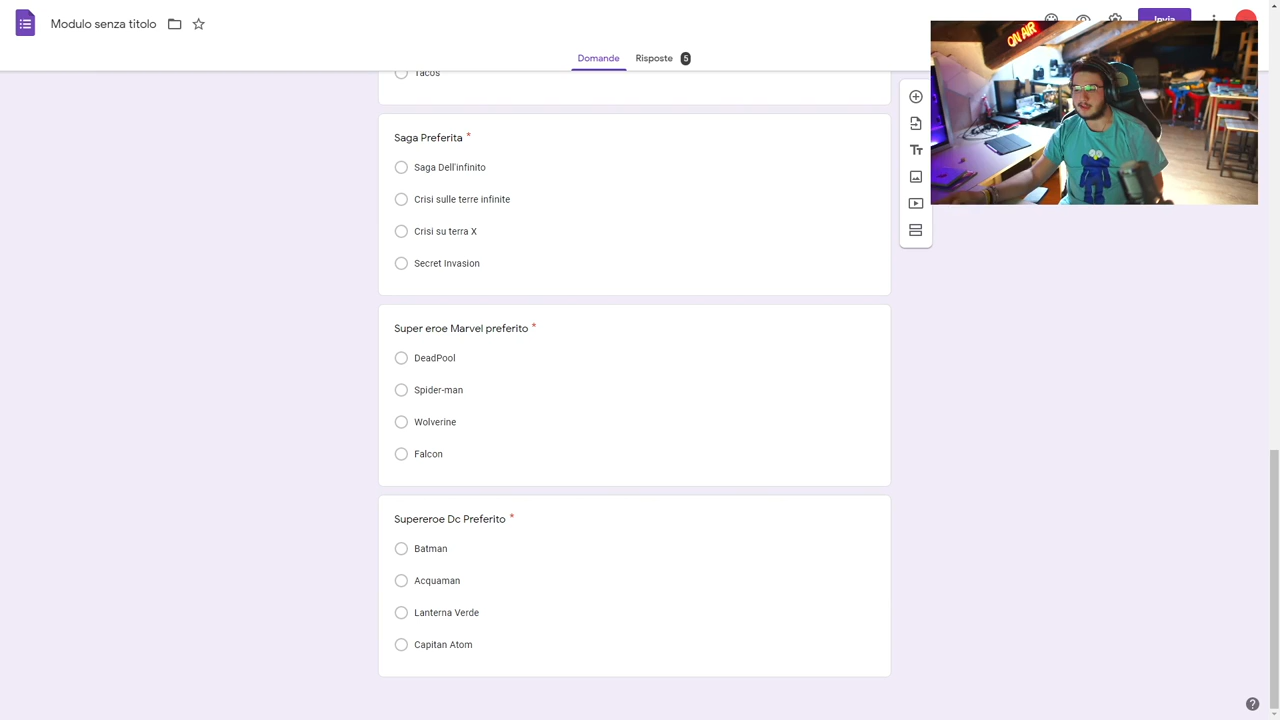 Modulo senza titolo
Invia
Domande Risposte 5
Tacos
Saga Preferita *
Saga Dell'infinito
Crisi sulle terre infinite
Crisi su terra X
Secret Invasion
Super eroe Marvel preferito *
DeadPool
Spider-man
Wolverine
Falcon
Supereroe Dc Preferito *
Batman
Acquaman
Lanterna Verde
Capitan Atom
ON AIR
Tт